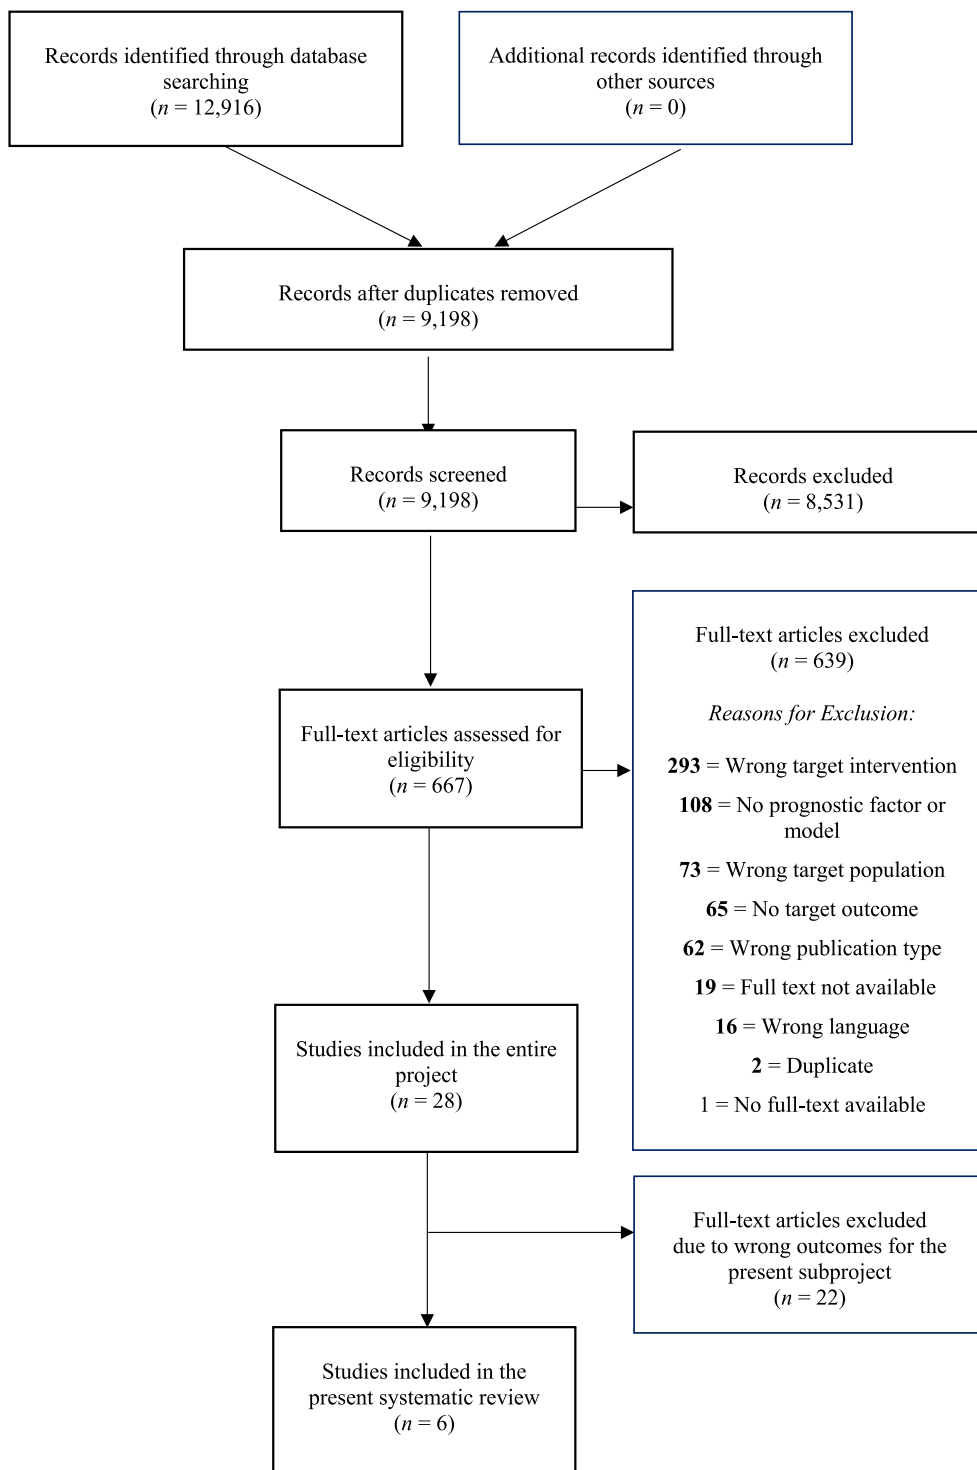 Records identified through database
searching
(n = 12,916)
Additional records identified through
other sources
(n = 0)
Records after duplicates removed
(n = 9,198)
Records screened
(n = 9,198)
Records excluded
(n = 8,531)
Full-text articles assessed for
eligibility
(n = 667)
Full-text articles excluded
(n = 639)
Reasons for Exclusion:
293 = Wrong target intervention
108 = No prognostic factor or
model
73 = Wrong target population
65 = No target outcome
62 = Wrong publication type
19 = Full text not available
16 = Wrong language
2 = Duplicate
1 = No full-text available
Studies included in the entire
project
(n = 28)
Full-text articles excluded
due to wrong outcomes for the
present subproject
(n = 22)
Studies included in the
present systematic review
(n = 6)